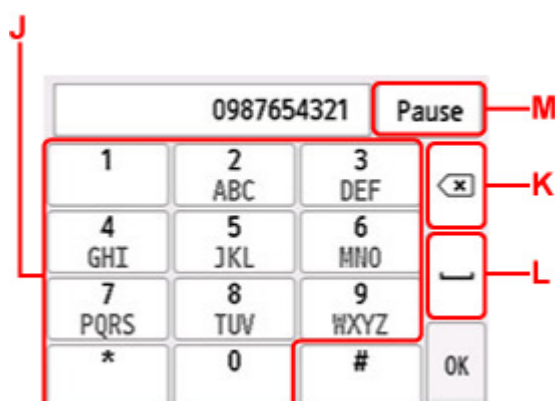 J
0987654321 Pause M
1 2 3
ABC DEF K
4 5 6
GHI JKL MNO
L
7 8 9
PQRS TUV WXYZ
* 0 # OK